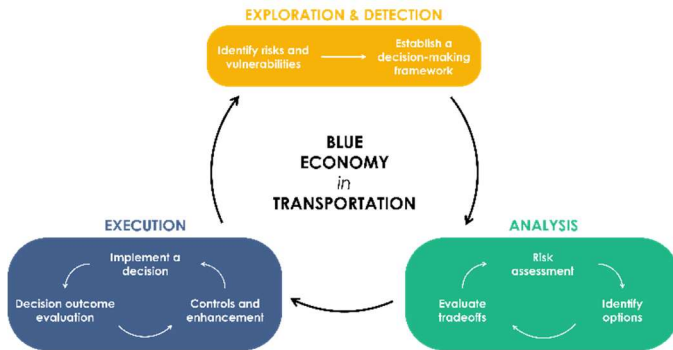 EXPLORATION & DETECTION
Identify risks and
vulnerabilities
Establish a
decision-making
framework
BLUE
ECONOMY
in
TRANSPORTATION
EXECUTION
Implement a
decision
Decision outcome
evaluation
Controls and
enhancement
ANALYSIS
Risk
assessment
Evaluate
tradeoffs
Identify
options